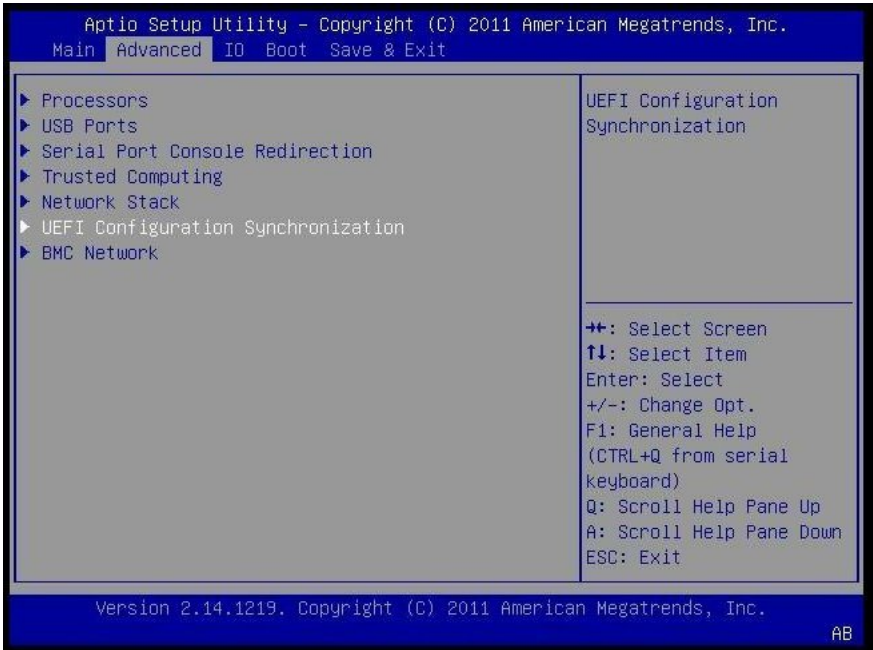 Aptio Setup Utility – Copyright (C) 2011 American Megatrends, Inc.
Main Advanced IO Boot Save & Exit
Processors
USB Ports
Serial Port Console Redirection
Trusted Computing
Network Stack
UEFI Configuration Synchronization
BMC Network
UEFI Configuration
Synchronization
→←: Select Screen
↑↓: Select Item
Enter: Select
+/-: Change Opt.
F1: General Help
(CTRL+Q from serial
keyboard)
Q: Scroll Help Pane Up
A: Scroll Help Pane Down
ESC: Exit
Version 2.14.1219. Copyright (C) 2011 American Megatrends, Inc.
AB